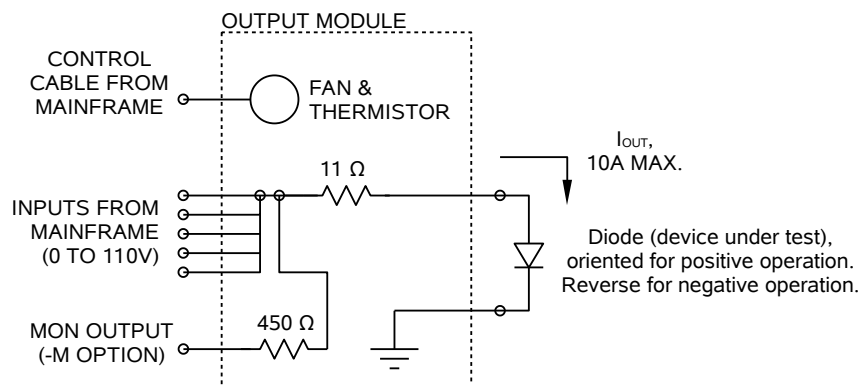 OUTPUT MODULE
CONTROL
CABLE FROM
MAINFRAME
FAN &
THERMISTOR
11 Ω
I_OUT,
10A MAX.
INPUTS FROM
MAINFRAME
(0 TO 110V)
Diode (device under test),
oriented for positive operation.
Reverse for negative operation.
MON OUTPUT
(-M OPTION)
450 Ω